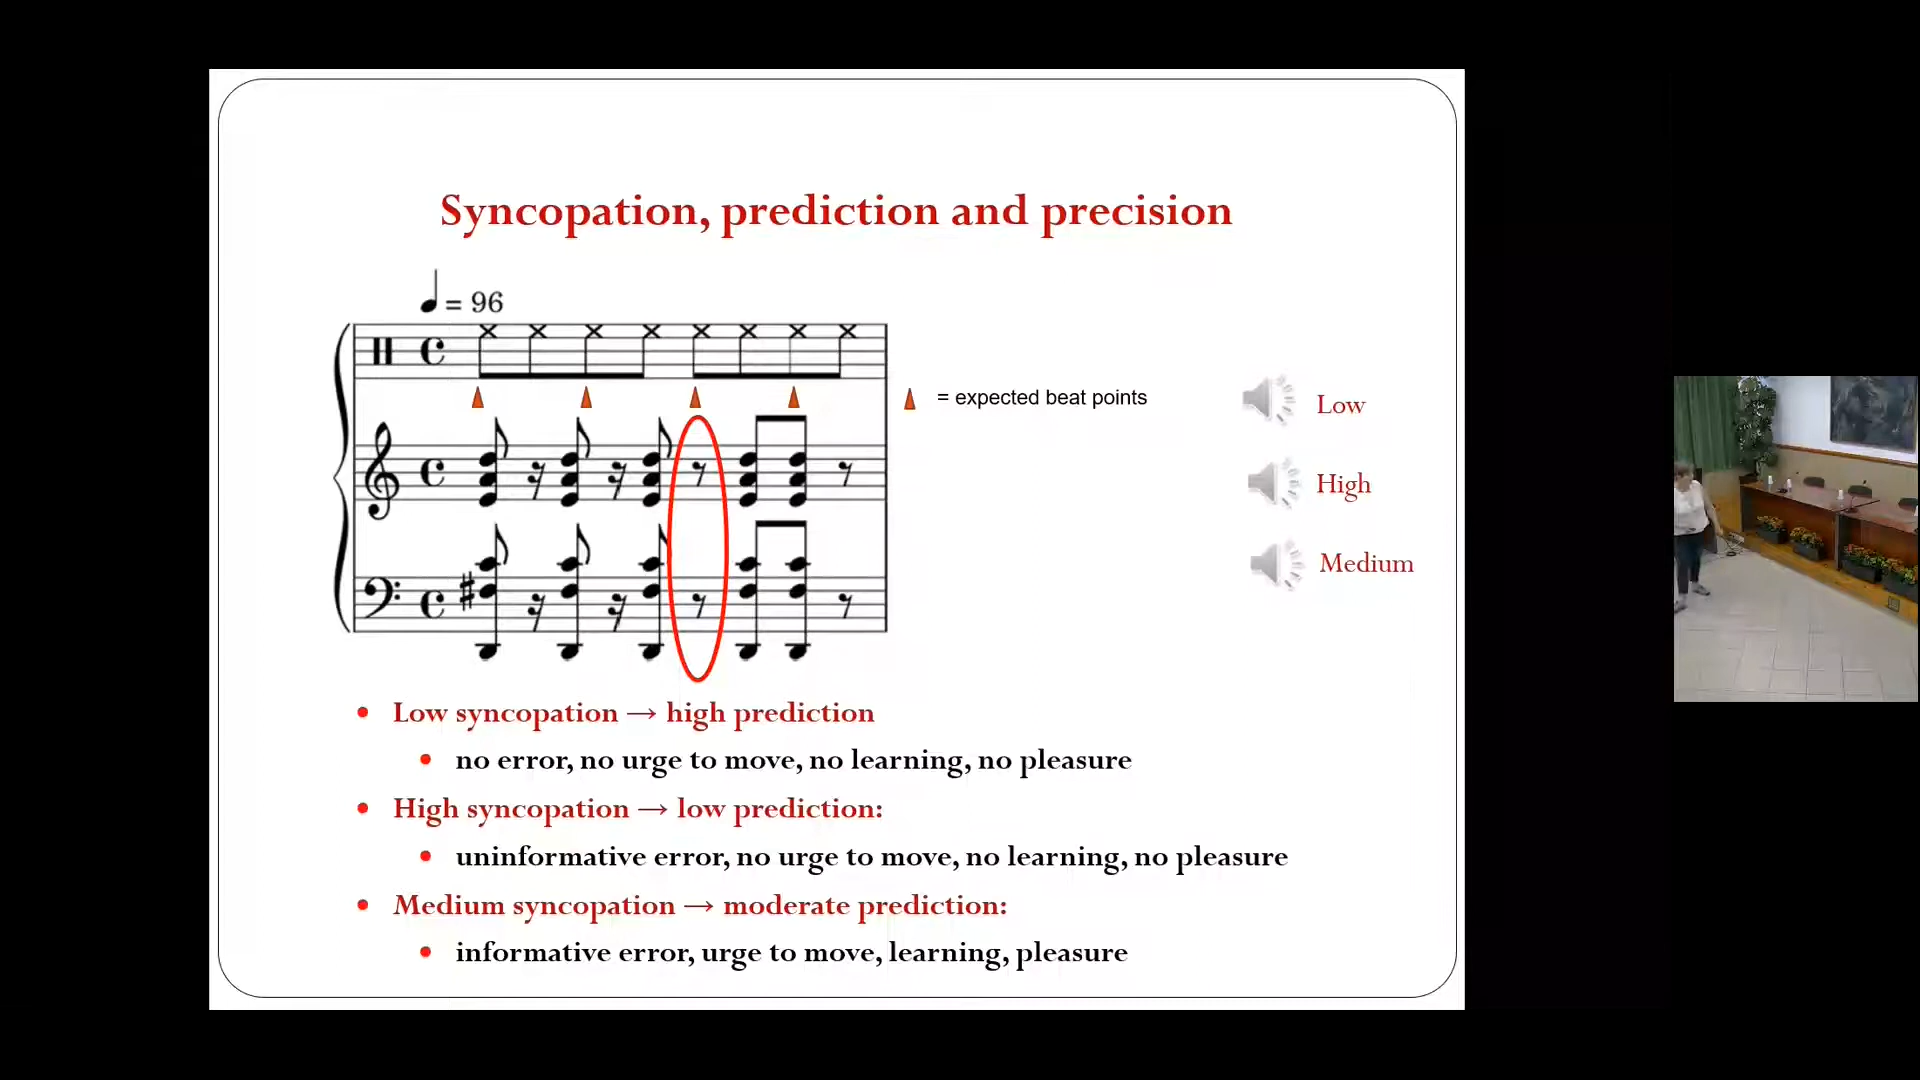 Syncopation, prediction and precision
= 96
= expected beat points
Low
High
Medium
• Low syncopation → high prediction
• no error, no urge to move, no learning, no pleasure
• High syncopation → low prediction:
• uninformative error, no urge to move, no learning, no pleasure
• Medium syncopation → moderate prediction:
• informative error, urge to move, learning, pleasure